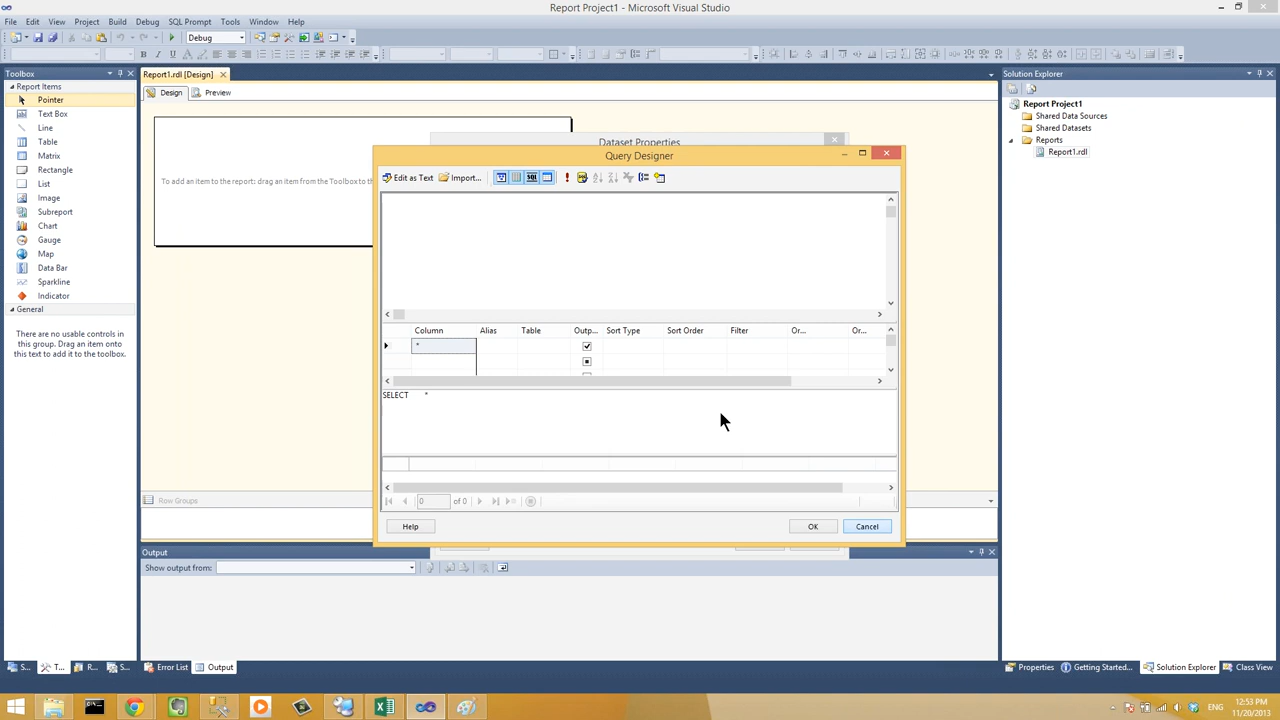 Report Project1 - Microsoft Visual Studio
File Edit View Project Build Debug SQL Prompt Tools Window Help
Debug
Toolbox
Report Items
Pointer
Text Box
Line
Table
Matrix
Rectangle
List
Image
Subreport
Chart
Gauge
Map
Data Bar
Sparkline
Indicator
General
There are no usable controls in
this group. Drag an item onto
this text to add it to the toolbox.
S... T... R... S...
Report1.rdl [Design]
Design Preview
To add an item to the report: drag an item from the Toolbox to th
Dataset Properties
Query Designer
Edit as Text Import...
Column Alias Table Outp... Sort Type Sort Order Filter Or... Or...
*
SELECT *
0 of 0
Help OK Cancel
Row Groups
Output
Show output from:
Error List Output
Solution Explorer
Report Project1
Shared Data Sources
Shared Datasets
Reports
Report1.rdl
Properties Getting Started... Solution Explorer Class View
ENG
12:53 PM
11/20/2013